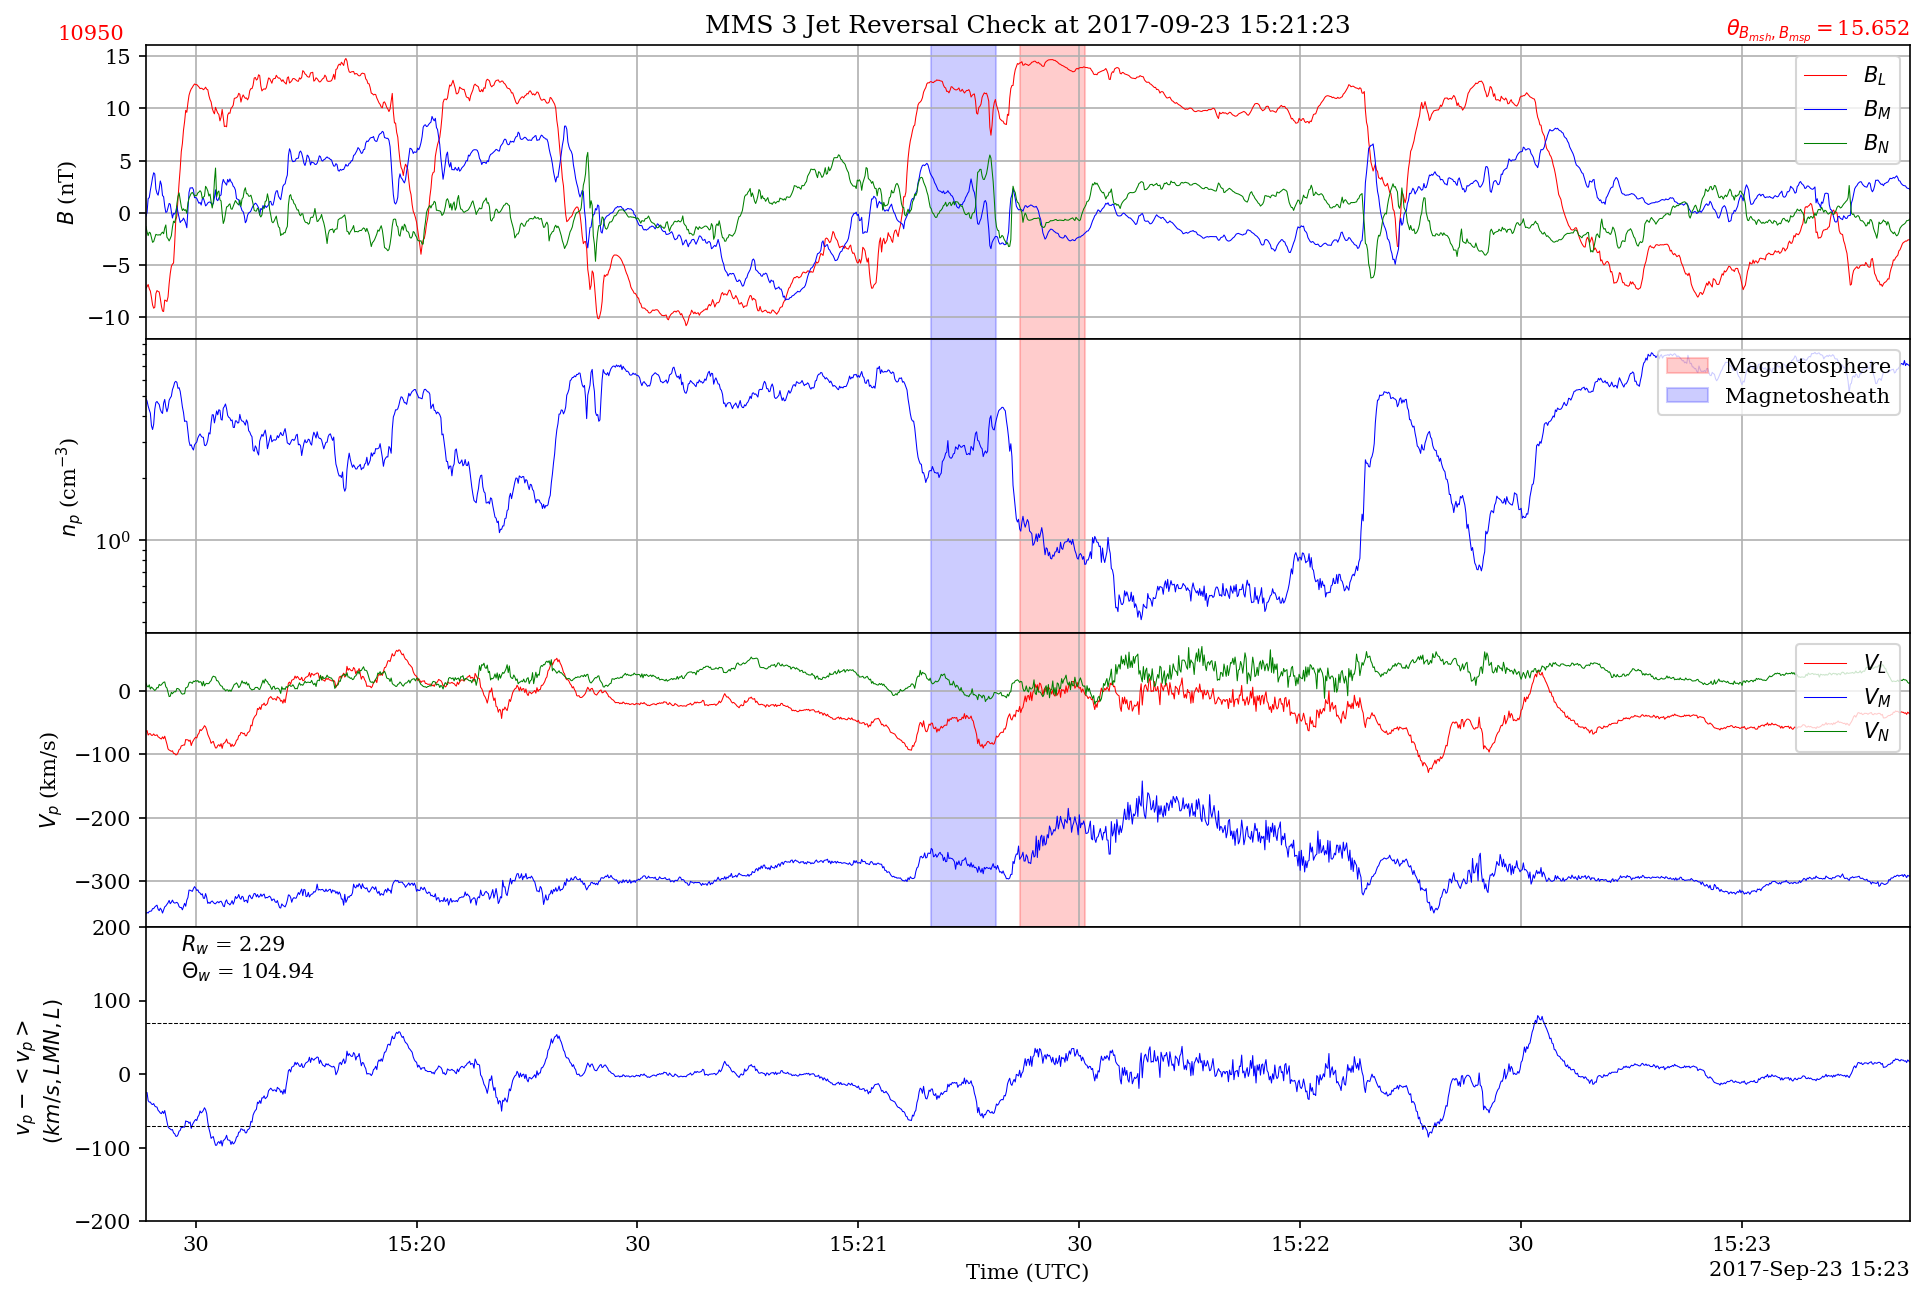 MMS 3 Jet Reversal Check at 2017-09-23 15:21:23
10950
θ_{B_{msh}, B_{msp}} = 15.652
15
10
5
0
−5
−10
B (nT)
B_L
B_M
B_N
10^0
n_p (cm^{−3})
Magnetosphere
Magnetosheath
0
−100
−200
−300
V_p (km/s)
V_L
V_M
V_N
200
100
0
−100
−200
v_p − < v_p >
(km/s, LMN, L)
R_w = 2.29
Θ_w = 104.94
30
15:20
30
15:21
30
15:22
30
15:23
Time (UTC)
2017-Sep-23 15:23